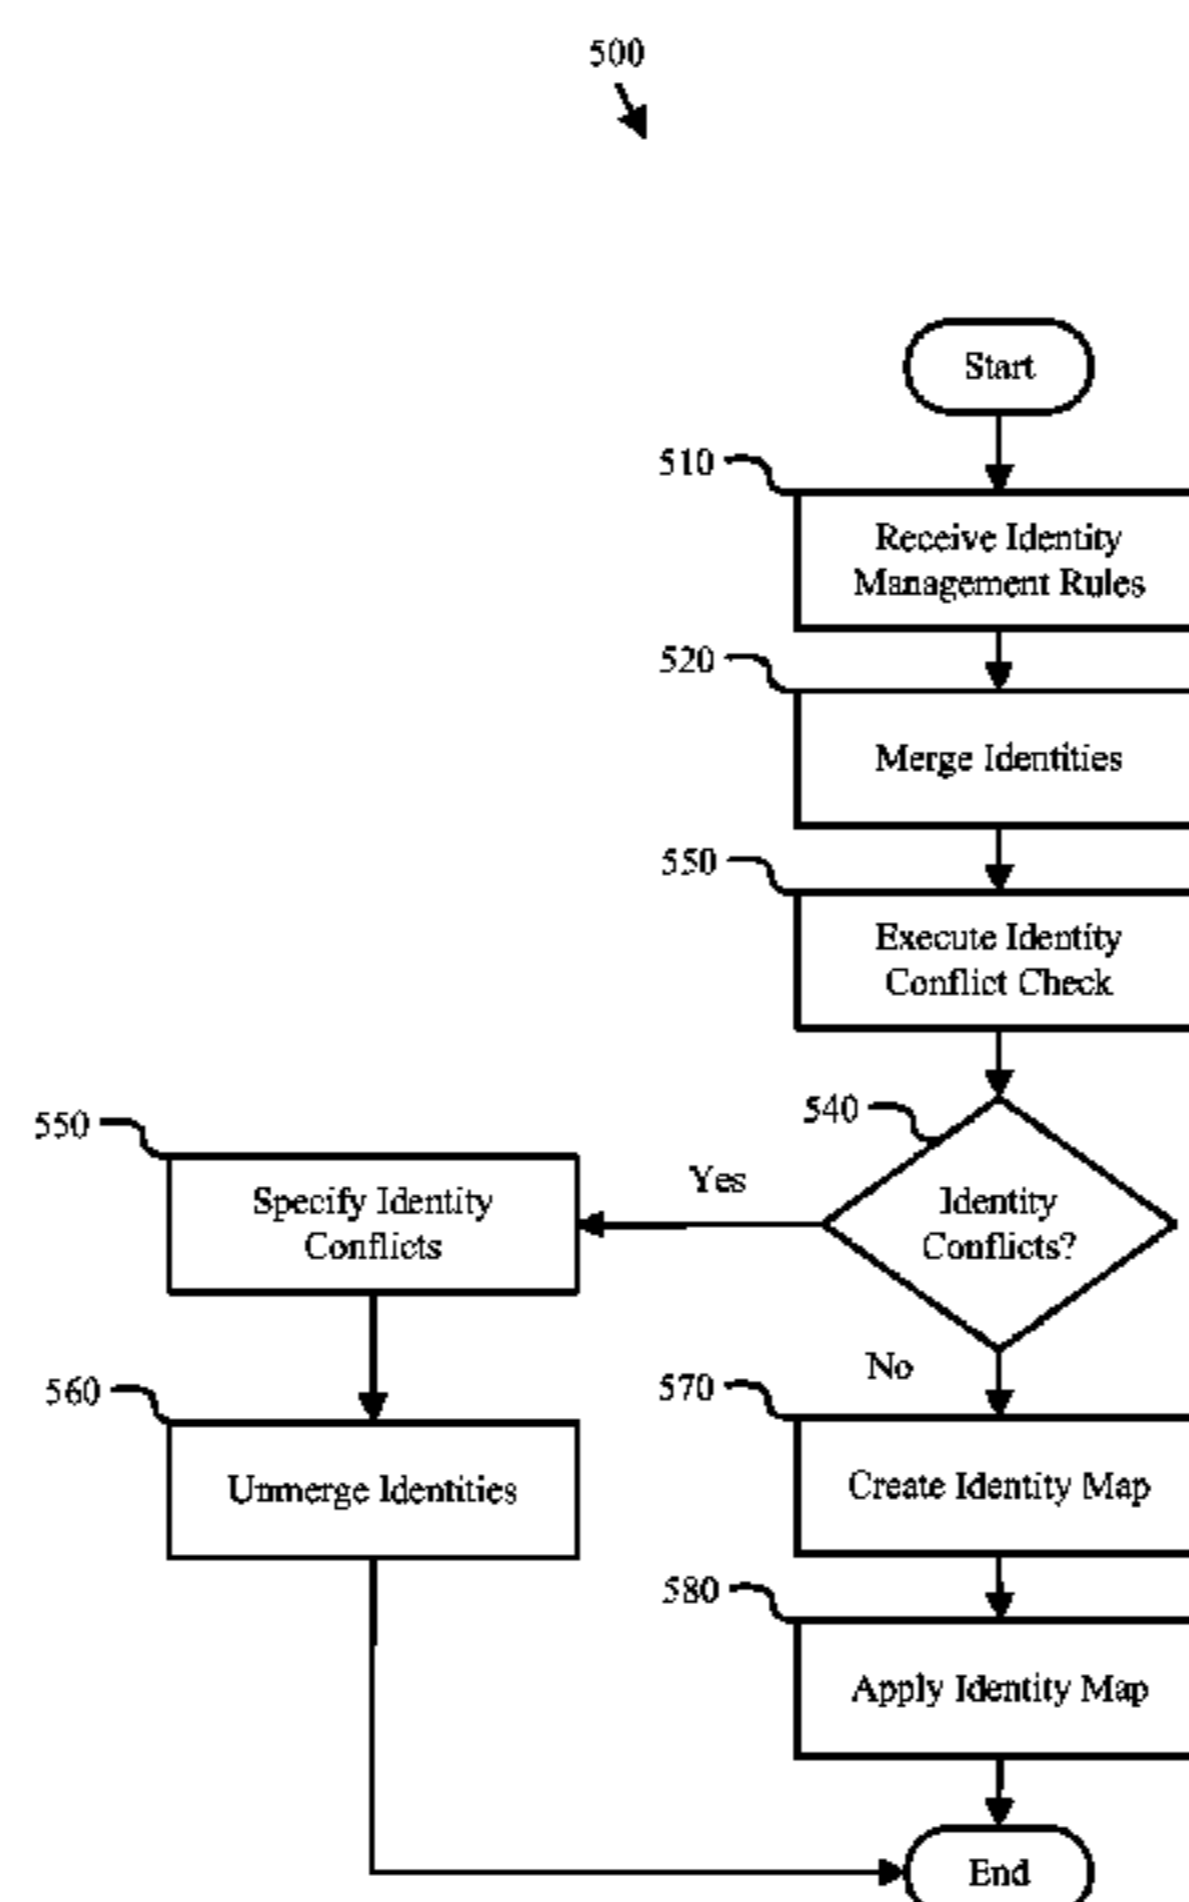 500
Start
510
Receive Identity
Management Rules
520
Merge Identities
550
Execute Identity
Conflict Check
540
Identity
Conflicts?
Yes
550
Specify Identity
Conflicts
560
Unmerge Identities
No
570
Create Identity Map
580
Apply Identity Map
End